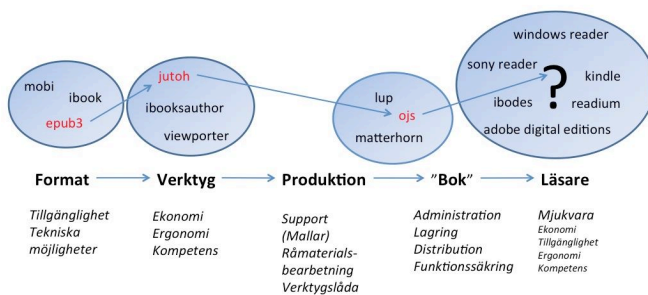 mobi
ibook
epub3
jutoh
ibooksauthor
viewporter
lup
ojs
matterhorn
windows reader
sony reader
?
kindle
ibodes
readium
adobe digital editions
Format
Verktyg
Produktion
"Bok"
Läsare
Tillgänglighet
Tekniska
möjligheter
Ekonomi
Ergonomi
Kompetens
Support
(Mallar)
Råmaterials-
bearbetning
Verktygslåda
Administration
Lagring
Distribution
Funktionssäkring
Mjukvara
Ekonomi
Tillgänglighet
Ergonomi
Kompetens